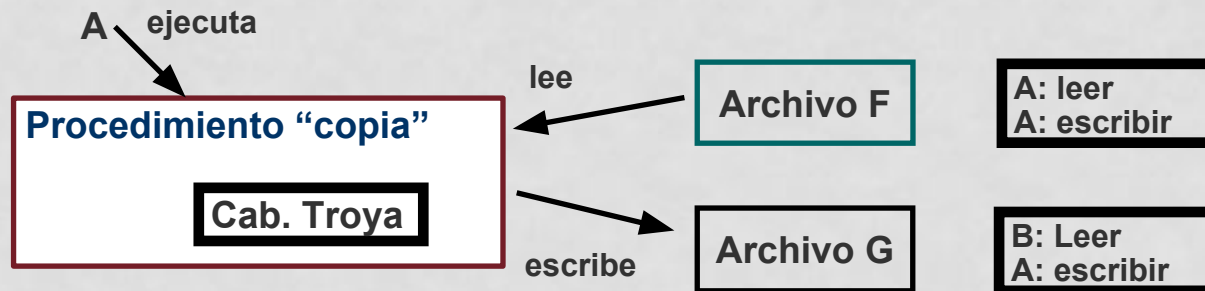 A ejecuta
Procedimiento “copia”
Cab. Troya
lee
escribe
Archivo F
A: leer
A: escribir
Archivo G
B: Leer
A: escribir